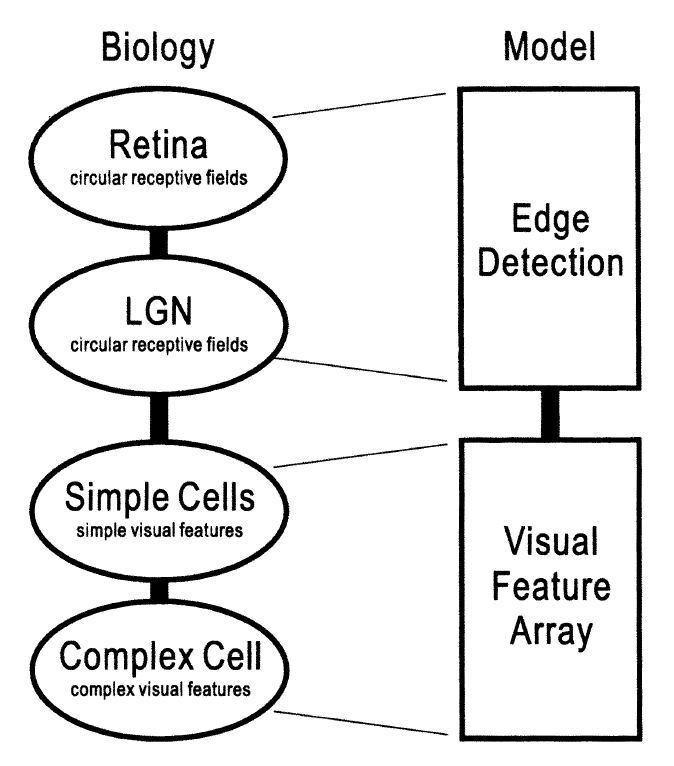 Biology
Model
Retina
circular receptive fields
LGN
circular receptive fields
Simple Cells
simple visual features
Complex Cell
complex visual features
Edge
Detection
Visual
Feature
Array